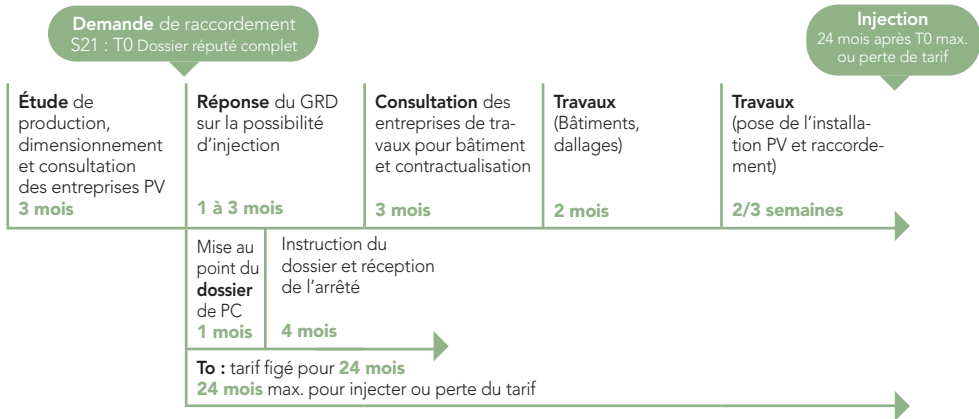 Demande de raccordement
S21 : T0 Dossier réputé complet
Injection
24 mois après T0 max.
ou perte de tarif
Étude de
production,
dimensionnement
et consultation
des entreprises PV
3 mois
Réponse du GRD
sur la possibilité
d'injection
1 à 3 mois
Consultation des
entreprises de tra-
vaux pour bâtiment
et contractualisation
3 mois
Travaux
(Bâtiments,
dallages)
2 mois
Travaux
(pose de l'installa-
tion PV et raccorde-
ment)
2/3 semaines
Mise au
point du
dossier
de PC
1 mois
Instruction du
dossier et réception
de l'arrêté
4 mois
To : tarif figé pour 24 mois
24 mois max. pour injecter ou perte du tarif